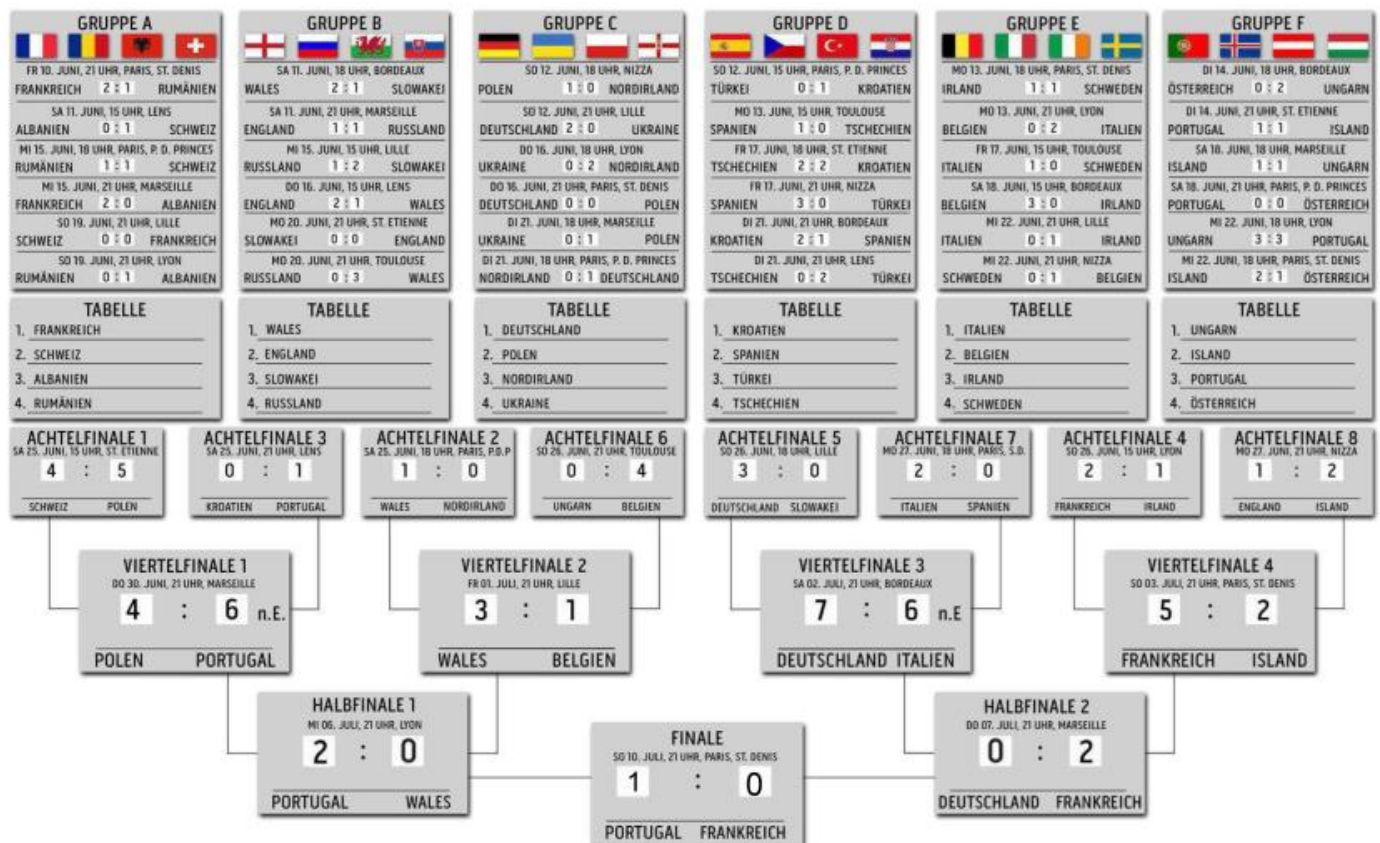 GRUPPE A
FR 10. JUNI, 21 UHR, PARIS, ST. DENIS
FRANKREICH 2 : 1 RUMÄNIEN
SA 11. JUNI, 15 UHR, LENS
ALBANIEN 0 : 1 SCHWEIZ
MI 15. JUNI, 18 UHR, PARIS, P. D. PRINCES
RUMÄNIEN 1 : 1 SCHWEIZ
MI 15. JUNI, 21 UHR, MARSEILLE
FRANKREICH 2 : 0 ALBANIEN
SO 19. JUNI, 21 UHR, LILLE
SCHWEIZ 0 : 0 FRANKREICH
SO 19. JUNI, 21 UHR, LYON
RUMÄNIEN 0 : 1 ALBANIEN
GRUPPE B
SA 11. JUNI, 18 UHR, BORDEAUX
WALES 2 : 1 SLOWAKEI
SA 11. JUNI, 21 UHR, MARSEILLE
ENGLAND 1 : 1 RUSSLAND
MI 15. JUNI, 15 UHR, LILLE
RUSSLAND 1 : 2 SLOWAKEI
DO 16. JUNI, 15 UHR, LENS
ENGLAND 2 : 1 WALES
MO 20. JUNI, 21 UHR, ST. ETIENNE
SLOWAKEI 0 : 0 ENGLAND
MO 20. JUNI, 21 UHR, TOULOUSE
RUSSLAND 0 : 3 WALES
GRUPPE C
SO 12. JUNI, 18 UHR, NIZZA
POLEN 1 : 0 NORDIRLAND
SO 12. JUNI, 21 UHR, LILLE
DEUTSCHLAND 2 : 0 UKRAINE
DO 16. JUNI, 18 UHR, LYON
UKRAINE 0 : 2 NORDIRLAND
DO 16. JUNI, 21 UHR, PARIS, ST. DENIS
DEUTSCHLAND 0 : 0 POLEN
DI 21. JUNI, 18 UHR, MARSEILLE
UKRAINE 0 : 1 POLEN
DI 21. JUNI, 18 UHR, PARIS, P. D. PRINCES
NORDIRLAND 0 : 1 DEUTSCHLAND
GRUPPE D
SO 12. JUNI, 15 UHR, PARIS, P. D. PRINCES
TÜRKEI 0 : 1 KROATIEN
MO 13. JUNI, 15 UHR, TOULOUSE
SPANIEN 1 : 0 TSCHECHIEN
FR 17. JUNI, 18 UHR, ST. ETIENNE
TSCHECHIEN 2 : 2 KROATIEN
FR 17. JUNI, 21 UHR, NIZZA
SPANIEN 3 : 0 TÜRKEI
DI 21. JUNI, 21 UHR, BORDEAUX
KROATIEN 2 : 1 SPANIEN
DI 21. JUNI, 21 UHR, LENS
TSCHECHIEN 0 : 2 TÜRKEI
GRUPPE E
MO 13. JUNI, 18 UHR, PARIS, ST. DENIS
IRLAND 1 : 1 SCHWEDEN
MO 13. JUNI, 21 UHR, LYON
BELGIEN 0 : 2 ITALIEN
FR 17. JUNI, 15 UHR, TOULOUSE
ITALIEN 1 : 0 SCHWEDEN
SA 18. JUNI, 15 UHR, BORDEAUX
BELGIEN 3 : 0 IRLAND
MI 22. JUNI, 21 UHR, LILLE
ITALIEN 0 : 1 IRLAND
MI 22. JUNI, 21 UHR, NIZZA
SCHWEDEN 0 : 1 BELGIEN
GRUPPE F
DI 14. JUNI, 18 UHR, BORDEAUX
ÖSTERREICH 0 : 2 UNGARN
DI 14. JUNI, 21 UHR, ST. ETIENNE
PORTUGAL 1 : 1 ISLAND
SA 18. JUNI, 18 UHR, MARSEILLE
ISLAND 1 : 1 UNGARN
SA 18. JUNI, 21 UHR, PARIS, P. D. PRINCES
PORTUGAL 0 : 0 ÖSTERREICH
MI 22. JUNI, 18 UHR, LYON
UNGARN 3 : 3 PORTUGAL
MI 22. JUNI, 18 UHR, PARIS, ST. DENIS
ISLAND 2 : 1 ÖSTERREICH
TABELLE
1. FRANKREICH
2. SCHWEIZ
3. ALBANIEN
4. RUMÄNIEN
TABELLE
1. WALES
2. ENGLAND
3. SLOWAKEI
4. RUSSLAND
TABELLE
1. DEUTSCHLAND
2. POLEN
3. NORDIRLAND
4. UKRAINE
TABELLE
1. KROATIEN
2. SPANIEN
3. TÜRKEI
4. TSCHECHIEN
TABELLE
1. ITALIEN
2. BELGIEN
3. IRLAND
4. SCHWEDEN
TABELLE
1. UNGARN
2. ISLAND
3. PORTUGAL
4. ÖSTERREICH
ACHTELFINALE 1
SA 25. JUNI, 15 UHR, ST. ETIENNE
4 : 5
SCHWEIZ POLEN
ACHTELFINALE 3
SA 25. JUNI, 21 UHR, LENS
0 : 1
KROATIEN PORTUGAL
ACHTELFINALE 2
SA 25. JUNI, 18 UHR, PARIS, P.D.P
1 : 0
WALES NORDIRLAND
ACHTELFINALE 6
SO 26. JUNI, 21 UHR, TOULOUSE
0 : 4
UNGARN BELGIEN
ACHTELFINALE 5
SO 26. JUNI, 18 UHR, LILLE
3 : 0
DEUTSCHLAND SLOWAKEI
ACHTELFINALE 7
MO 27. JUNI, 18 UHR, PARIS, S.D.
2 : 0
ITALIEN SPANIEN
ACHTELFINALE 4
SO 26. JUNI, 15 UHR, LYON
2 : 1
FRANKREICH IRLAND
ACHTELFINALE 8
MO 27. JUNI, 21 UHR, NIZZA
1 : 2
ENGLAND ISLAND
VIERTELFINALE 1
DO 30. JUNI, 21 UHR, MARSEILLE
4 : 6 n.E.
POLEN PORTUGAL
VIERTELFINALE 2
FR 01. JULI, 21 UHR, LILLE
3 : 1
WALES BELGIEN
VIERTELFINALE 3
SA 02. JULI, 21 UHR, BORDEAUX
7 : 6 n.E
DEUTSCHLAND ITALIEN
VIERTELFINALE 4
SO 03. JULI, 21 UHR, PARIS, ST. DENIS
5 : 2
FRANKREICH ISLAND
HALBFINALE 1
MI 06. JULI, 21 UHR, LYON
2 : 0
PORTUGAL WALES
FINALE
SO 10. JULI, 21 UHR, PARIS, ST. DENIS
1 : 0
PORTUGAL FRANKREICH
HALBFINALE 2
DO 07. JULI, 21 UHR, MARSEILLE
0 : 2
DEUTSCHLAND FRANKREICH